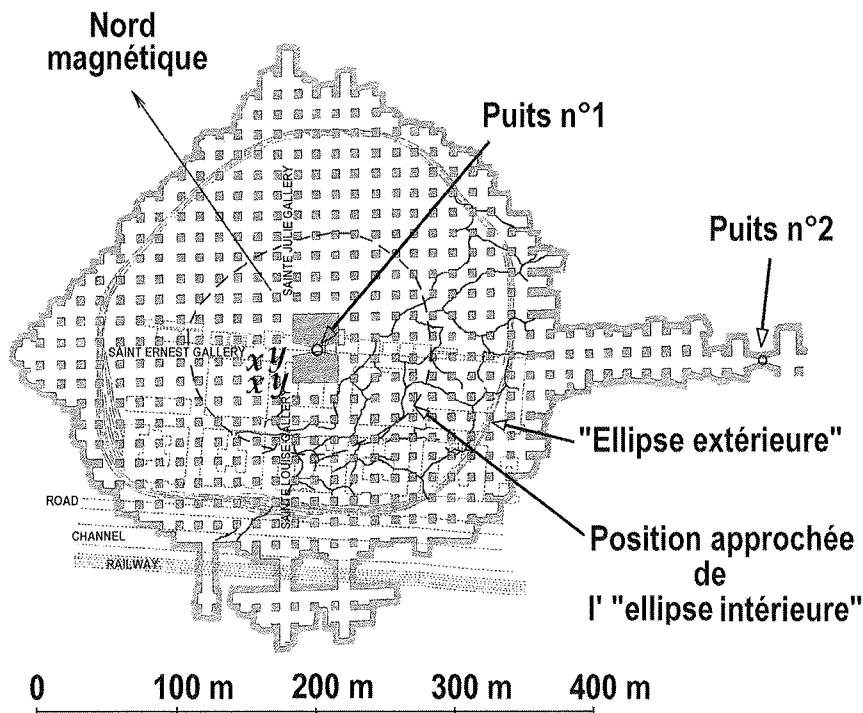 Nord
magnétique
Puits n°1
Puits n°2
SAINTE JULIE GALLERY
SAINT ERNEST GALLERY
x y
x y
SAINTE LOUISE GALLERY
"Ellipse extérieure"
ROAD
CHANNEL
RAILWAY
Position approchée
de
l' "ellipse intérieure"
0 100 m 200 m 300 m 400 m